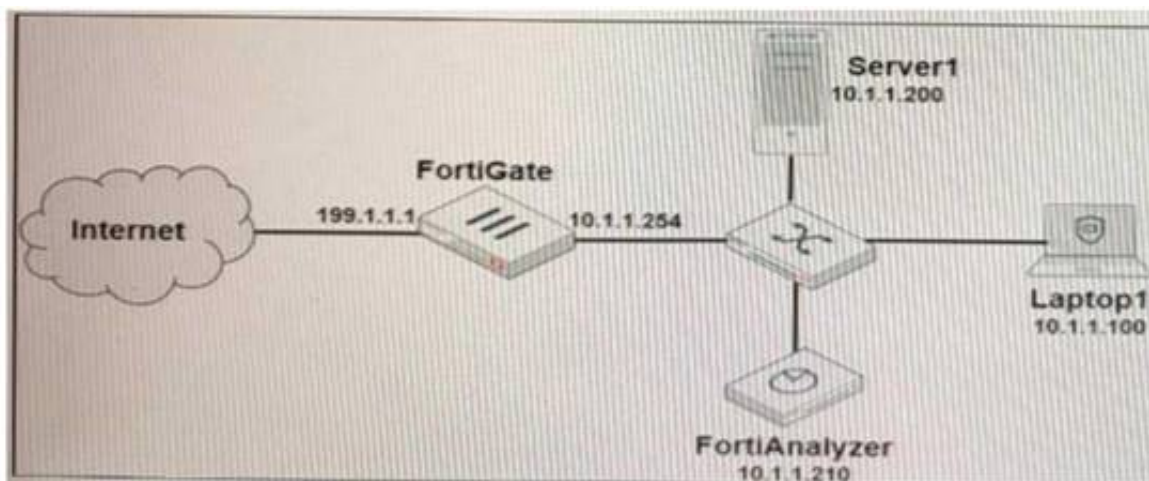 Server1
10.1.1.200
FortiGate
Internet
199.1.1.1
10.1.1.254
Laptop1
10.1.1.100
FortiAnalyzer
10.1.1.210